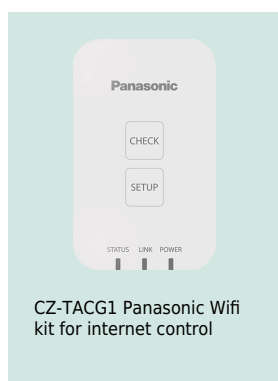 Panasonic
CHECK
SETUP
STATUS LINK POWER
CZ-TACG1 Panasonic Wifi
kit for internet control